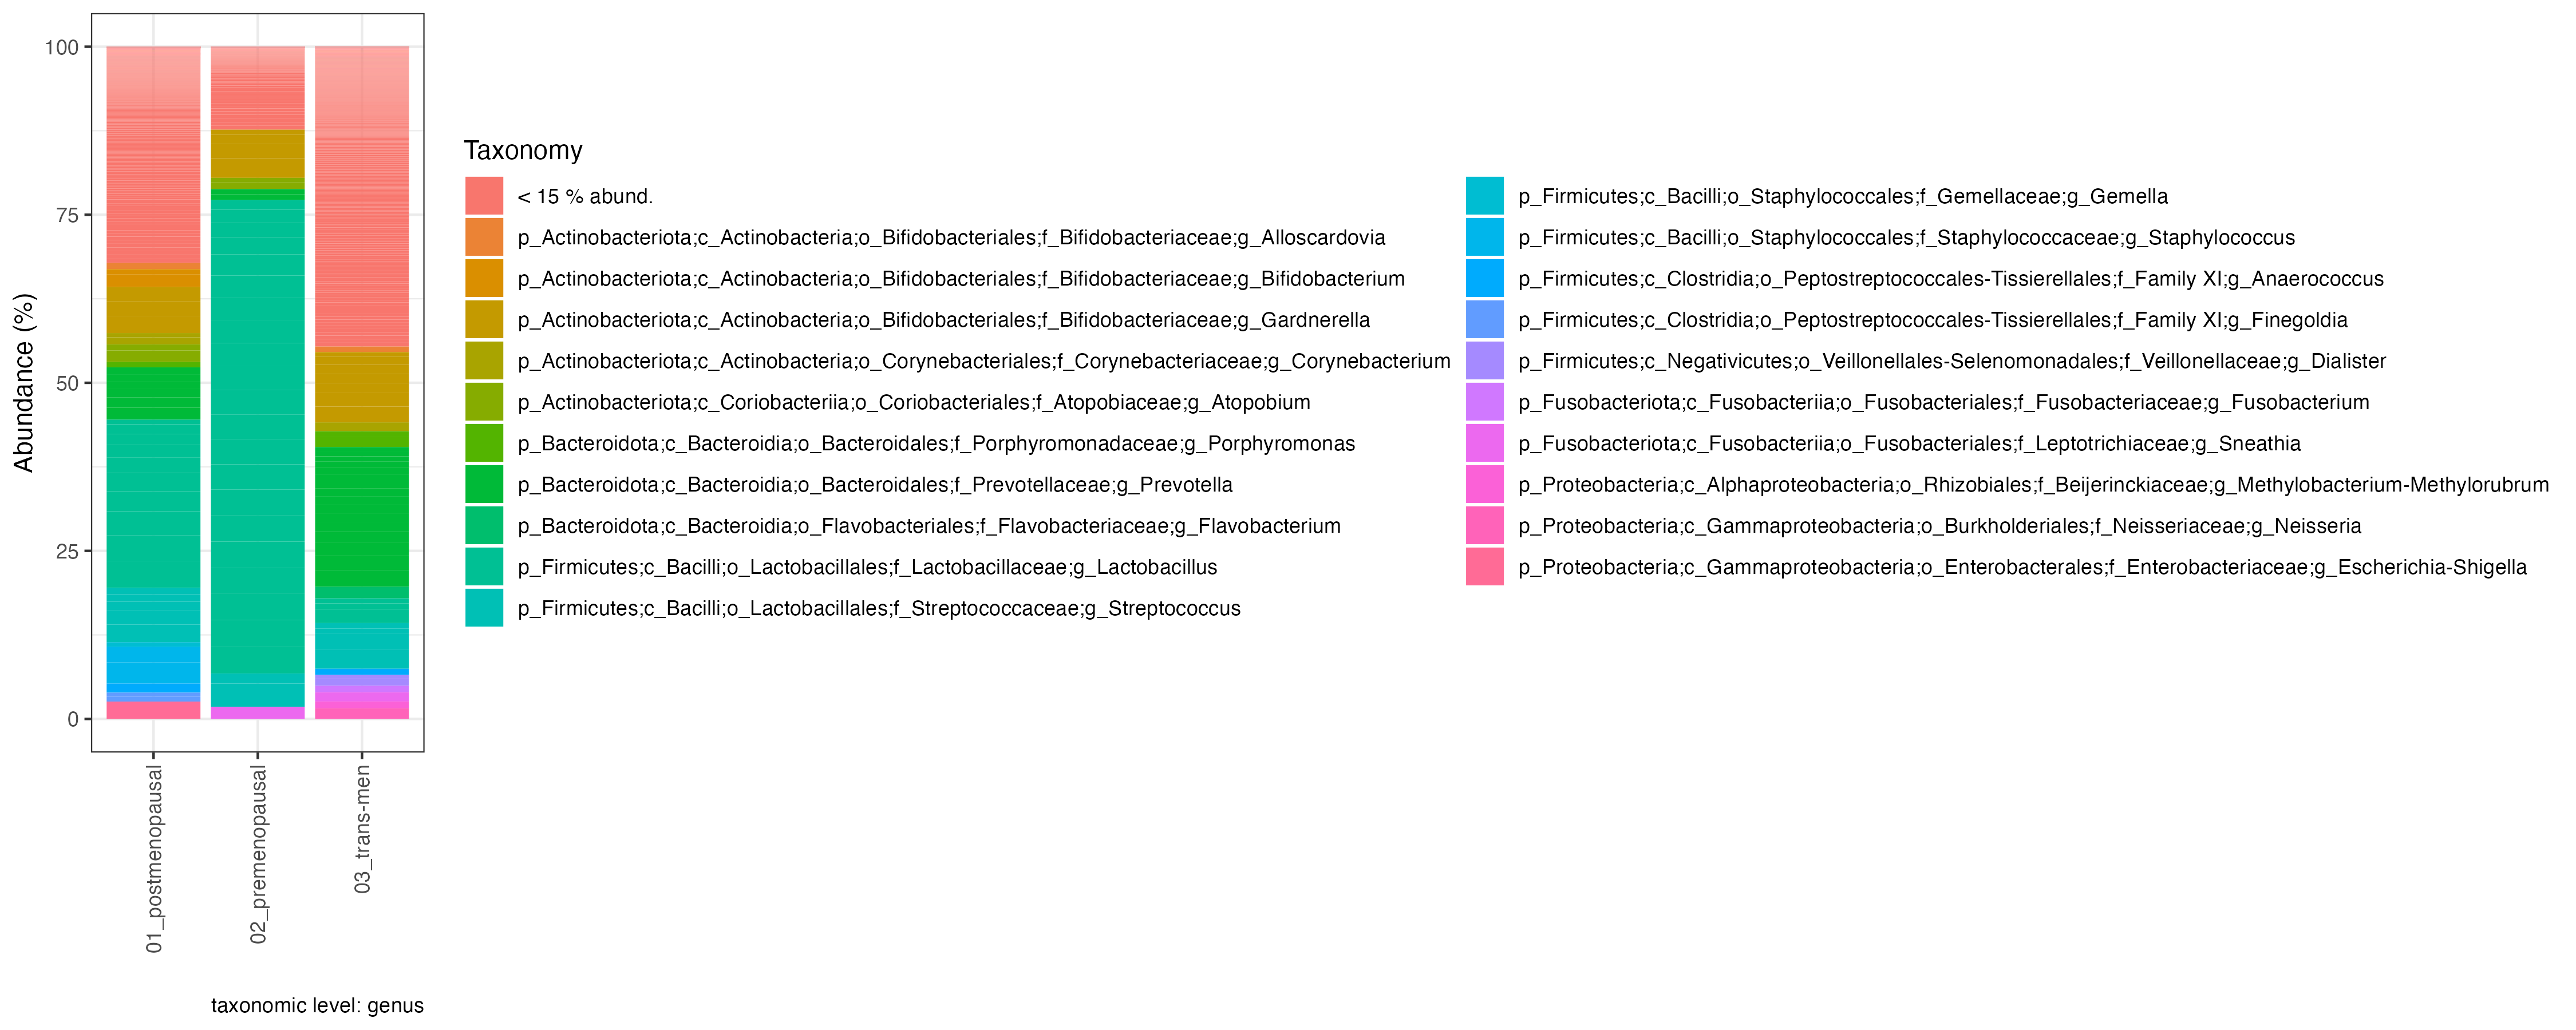 Abundance (%)
100
75
50
25
0
01_postmenopausal
02_premenopausal
03_trans-men
taxonomic level: genus
Taxonomy
< 15 % abund.
p_Actinobacteriota;c_Actinobacteria;o_Bifidobacteriales;f_Bifidobacteriaceae;g_Alloscardovia
p_Actinobacteriota;c_Actinobacteria;o_Bifidobacteriales;f_Bifidobacteriaceae;g_Bifidobacterium
p_Actinobacteriota;c_Actinobacteria;o_Bifidobacteriales;f_Bifidobacteriaceae;g_Gardnerella
p_Actinobacteriota;c_Actinobacteria;o_Corynebacteriales;f_Corynebacteriaceae;g_Corynebacterium
p_Actinobacteriota;c_Coriobacteriia;o_Coriobacteriales;f_Atopobiaceae;g_Atopobium
p_Bacteroidota;c_Bacteroidia;o_Bacteroidales;f_Porphyromonadaceae;g_Porphyromonas
p_Bacteroidota;c_Bacteroidia;o_Bacteroidales;f_Prevotellaceae;g_Prevotella
p_Bacteroidota;c_Bacteroidia;o_Flavobacteriales;f_Flavobacteriaceae;g_Flavobacterium
p_Firmicutes;c_Bacilli;o_Lactobacillales;f_Lactobacillaceae;g_Lactobacillus
p_Firmicutes;c_Bacilli;o_Lactobacillales;f_Streptococcaceae;g_Streptococcus
p_Firmicutes;c_Bacilli;o_Staphylococcales;f_Gemellaceae;g_Gemella
p_Firmicutes;c_Bacilli;o_Staphylococcales;f_Staphylococcaceae;g_Staphylococcus
p_Firmicutes;c_Clostridia;o_Peptostreptococcales-Tissierellales;f_Family XI;g_Anaerococcus
p_Firmicutes;c_Clostridia;o_Peptostreptococcales-Tissierellales;f_Family XI;g_Finegoldia
p_Firmicutes;c_Negativicutes;o_Veillonellales-Selenomonadales;f_Veillonellaceae;g_Dialister
p_Fusobacteriota;c_Fusobacteriia;o_Fusobacteriales;f_Fusobacteriaceae;g_Fusobacterium
p_Fusobacteriota;c_Fusobacteriia;o_Fusobacteriales;f_Leptotrichiaceae;g_Sneathia
p_Proteobacteria;c_Alphaproteobacteria;o_Rhizobiales;f_Beijerinckiaceae;g_Methylobacterium-Methylorubrum
p_Proteobacteria;c_Gammaproteobacteria;o_Burkholderiales;f_Neisseriaceae;g_Neisseria
p_Proteobacteria;c_Gammaproteobacteria;o_Enterobacterales;f_Enterobacteriaceae;g_Escherichia-Shigella